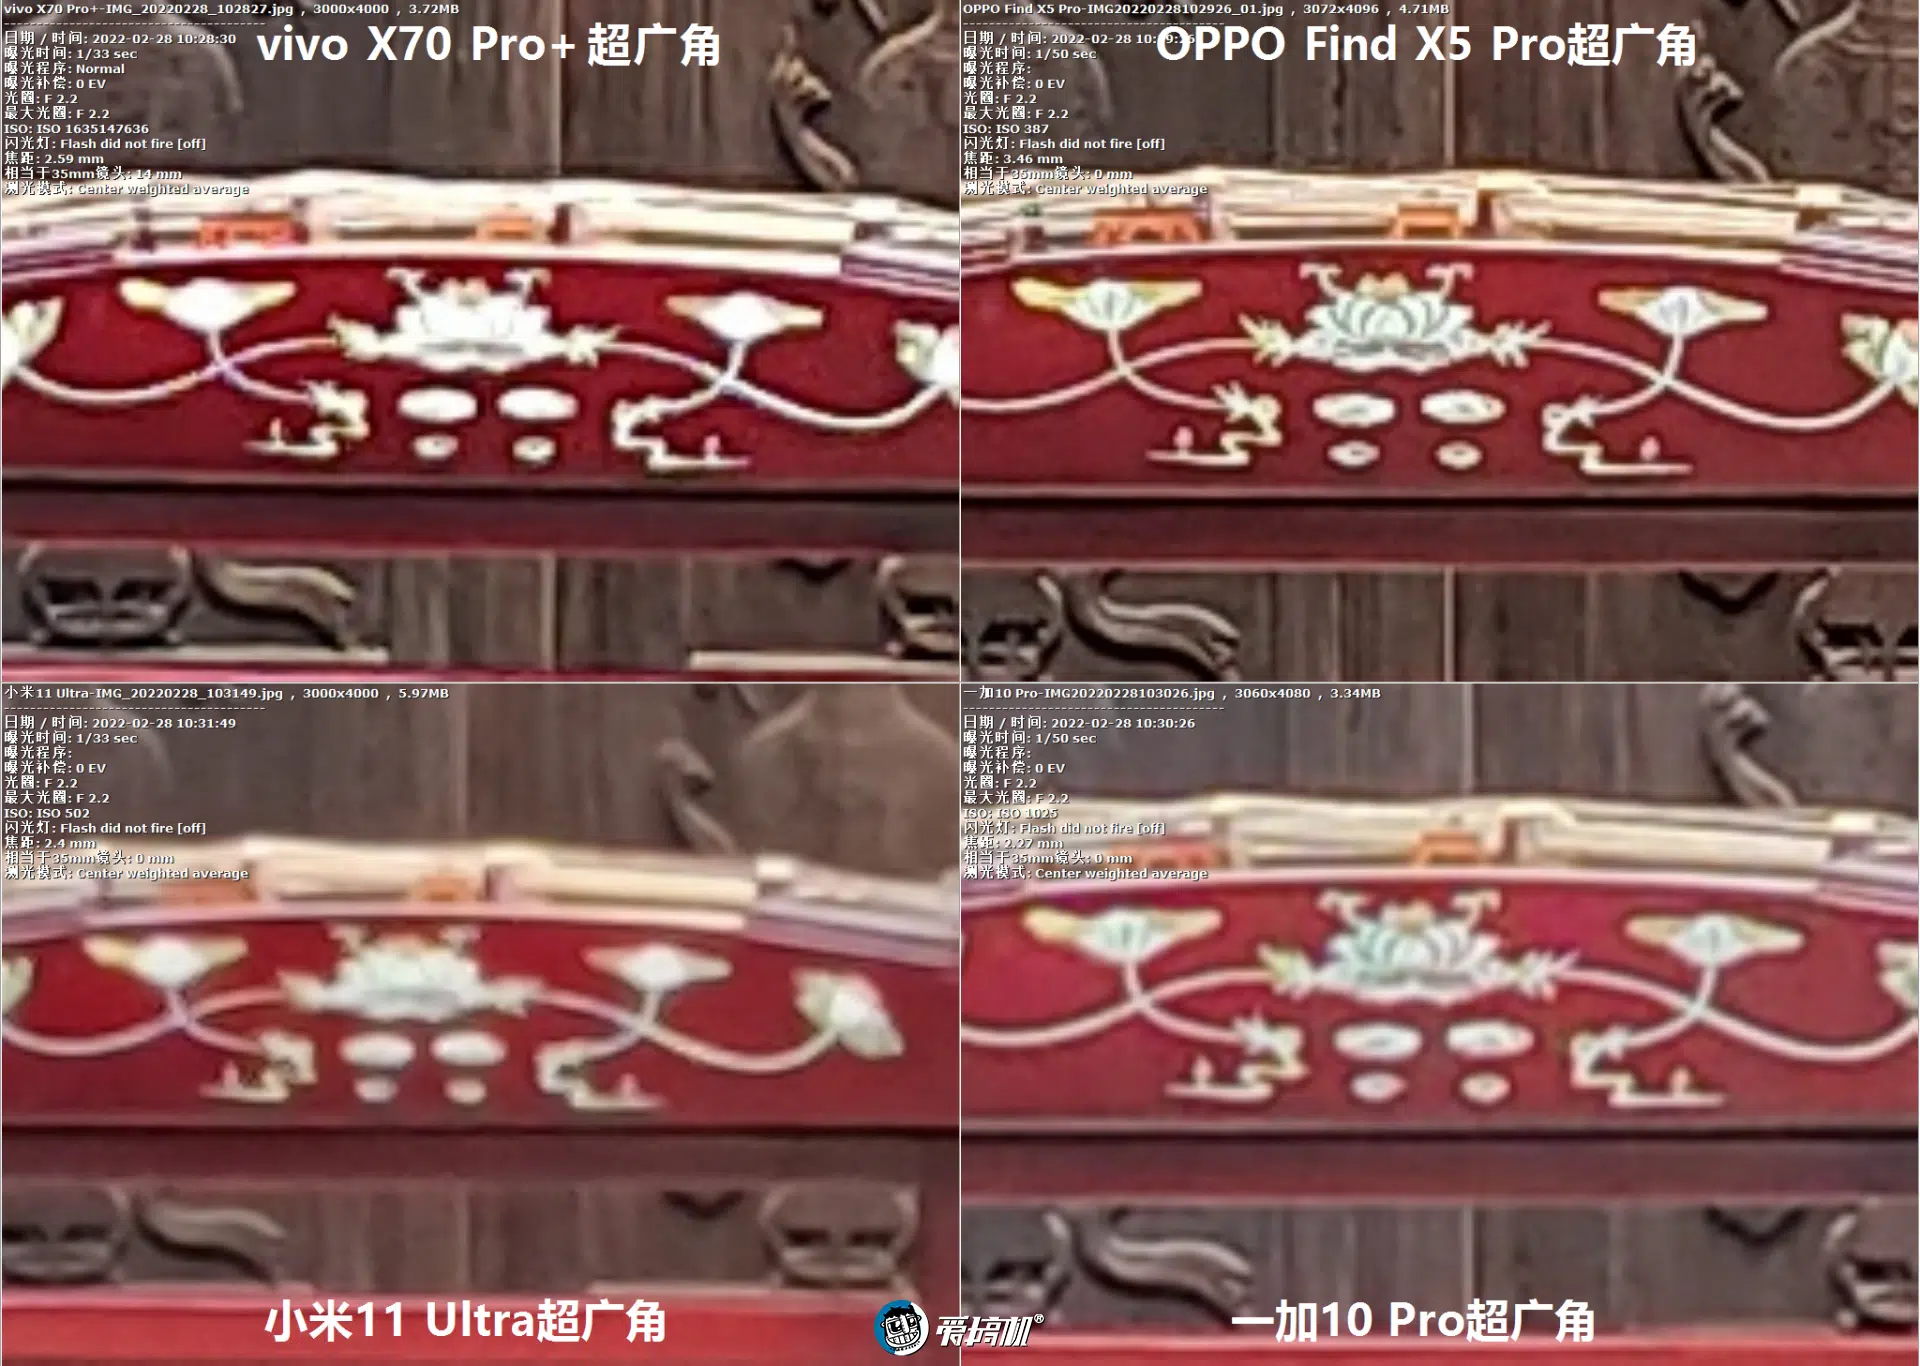 vivo X70 Pro+-IMG_20220228_102827.jpg , 3000x4000 , 3.72MB
日期 / 时间: 2022-02-28 10:28:30
曝光时间: 1/33 sec
曝光程序: Normal
曝光补偿: 0 EV
光圈: F 2.2
最大光圈: F 2.2
ISO: ISO 1635147636
闪光灯: Flash did not fire [off]
焦距: 2.59 mm
相当于35mm镜头: 14 mm
测光模式: Center weighted average
vivo X70 Pro+超广角
OPPO Find X5 Pro-IMG20220228102926_01.jpg , 3072x4096 , 4.71MB
日期 / 时间: 2022-02-28 10:29:26
曝光时间: 1/50 sec
曝光程序:
曝光补偿: 0 EV
光圈: F 2.2
最大光圈: F 2.2
ISO: ISO 387
闪光灯: Flash did not fire [off]
焦距: 3.46 mm
相当于35mm镜头: 0 mm
测光模式: Center weighted average
OPPO Find X5 Pro超广角
小米11 Ultra-IMG_20220228_103149.jpg , 3000x4000 , 5.97MB
日期 / 时间: 2022-02-28 10:31:49
曝光时间: 1/33 sec
曝光程序:
曝光补偿: 0 EV
光圈: F 2.2
最大光圈: F 2.2
ISO: ISO 502
闪光灯: Flash did not fire [off]
焦距: 2.4 mm
相当于35mm镜头: 0 mm
测光模式: Center weighted average
小米11 Ultra超广角
一加10 Pro-IMG20220228103026.jpg , 3060x4080 , 3.34MB
日期 / 时间: 2022-02-28 10:30:26
曝光时间: 1/50 sec
曝光程序:
曝光补偿: 0 EV
光圈: F 2.2
最大光圈: F 2.2
ISO: ISO 1025
闪光灯: Flash did not fire [off]
焦距: 2.27 mm
相当于35mm镜头: 0 mm
测光模式: Center weighted average
一加10 Pro超广角
爱搞机®